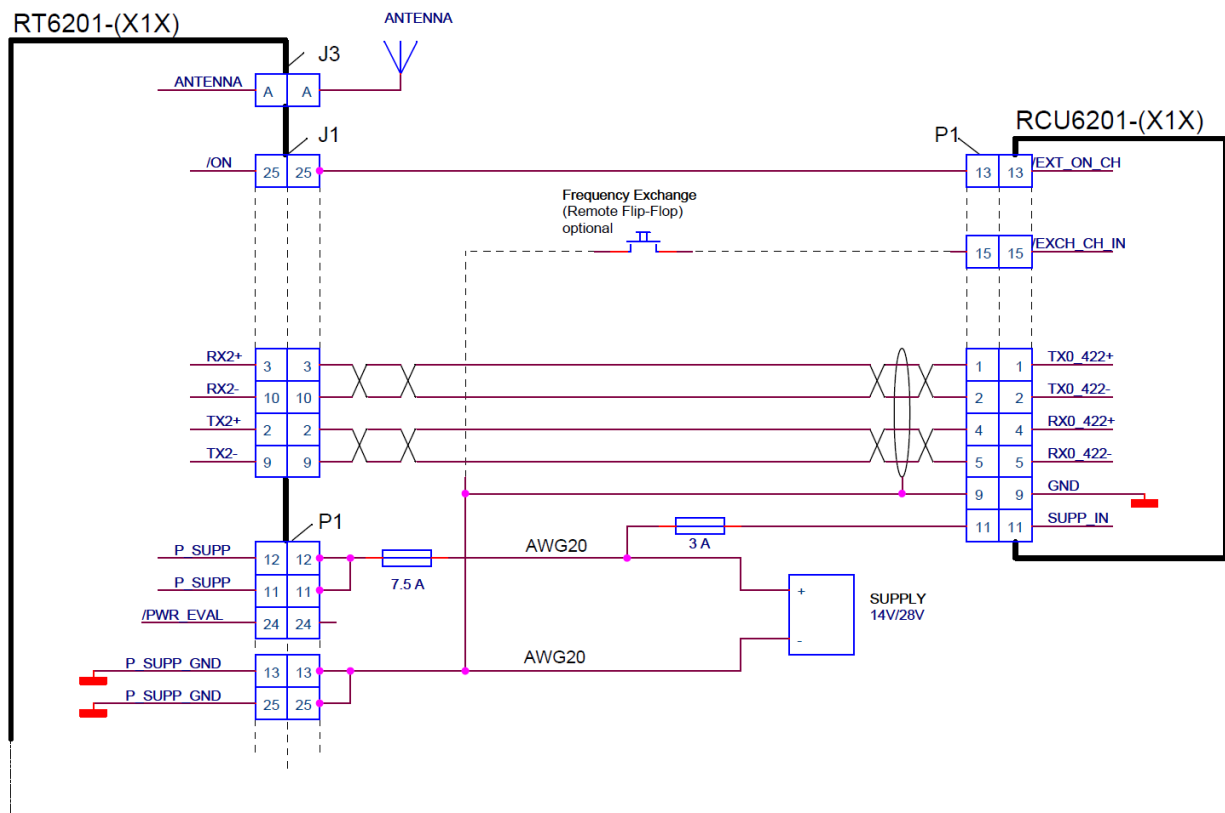 RT6201-(X1X)
ANTENNA
J3
ANTENNA
A A
J1
P1
RCU6201-(X1X)
/ON
25 25
13 13
/EXT_ON_CH
Frequency Exchange
(Remote Flip-Flop)
optional
15 15
/EXCH_CH_IN
RX2+
3 3
1 1
TX0_422+
RX2-
10 10
2 2
TX0_422-
TX2+
2 2
4 4
RX0_422+
TX2-
9 9
5 5
RX0_422-
9 9
GND
P1
11 11
SUPP_IN
3 A
P_SUPP
12 12
AWG20
7.5 A
P_SUPP
11 11
+
SUPPLY
14V/28V
/PWR_EVAL
24 24
-
P_SUPP_GND
13 13
AWG20
P_SUPP_GND
25 25